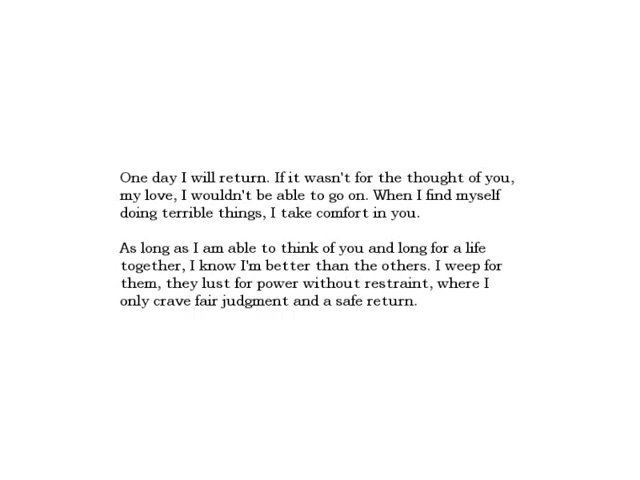 One day I will return. If it wasn't for the thought of you,
my love, I wouldn't be able to go on. When I find myself
doing terrible things, I take comfort in you.
As long as I am able to think of you and long for a life
together, I know I'm better than the others. I weep for
them, they lust for power without restraint, where I
only crave fair judgment and a safe return.